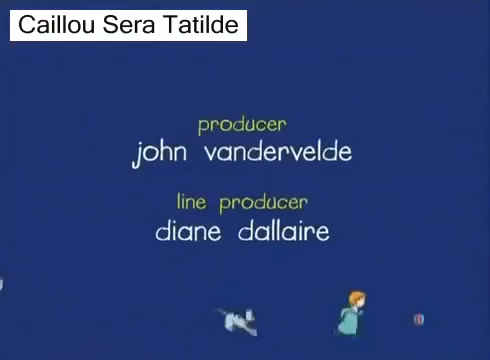 Caillou Sera Tatilde
producer
john vandervelde
line producer
diane dallaire